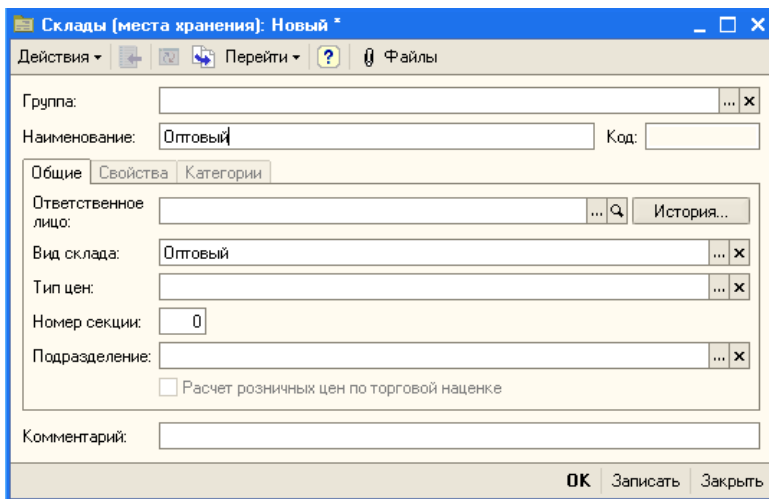 Склады (места хранения): Новый *
Действия Перейти ? Файлы
Группа: ... ×
Наименование: Оптовый Код:
Общие Свойства Категории
Ответственное
лицо: ... История...
Вид склада: Оптовый ... ×
Тип цен: ... ×
Номер секции: 0
Подразделение: ... ×
Расчет розничных цен по торговой наценке
Комментарий:
OK Записать Закрыть